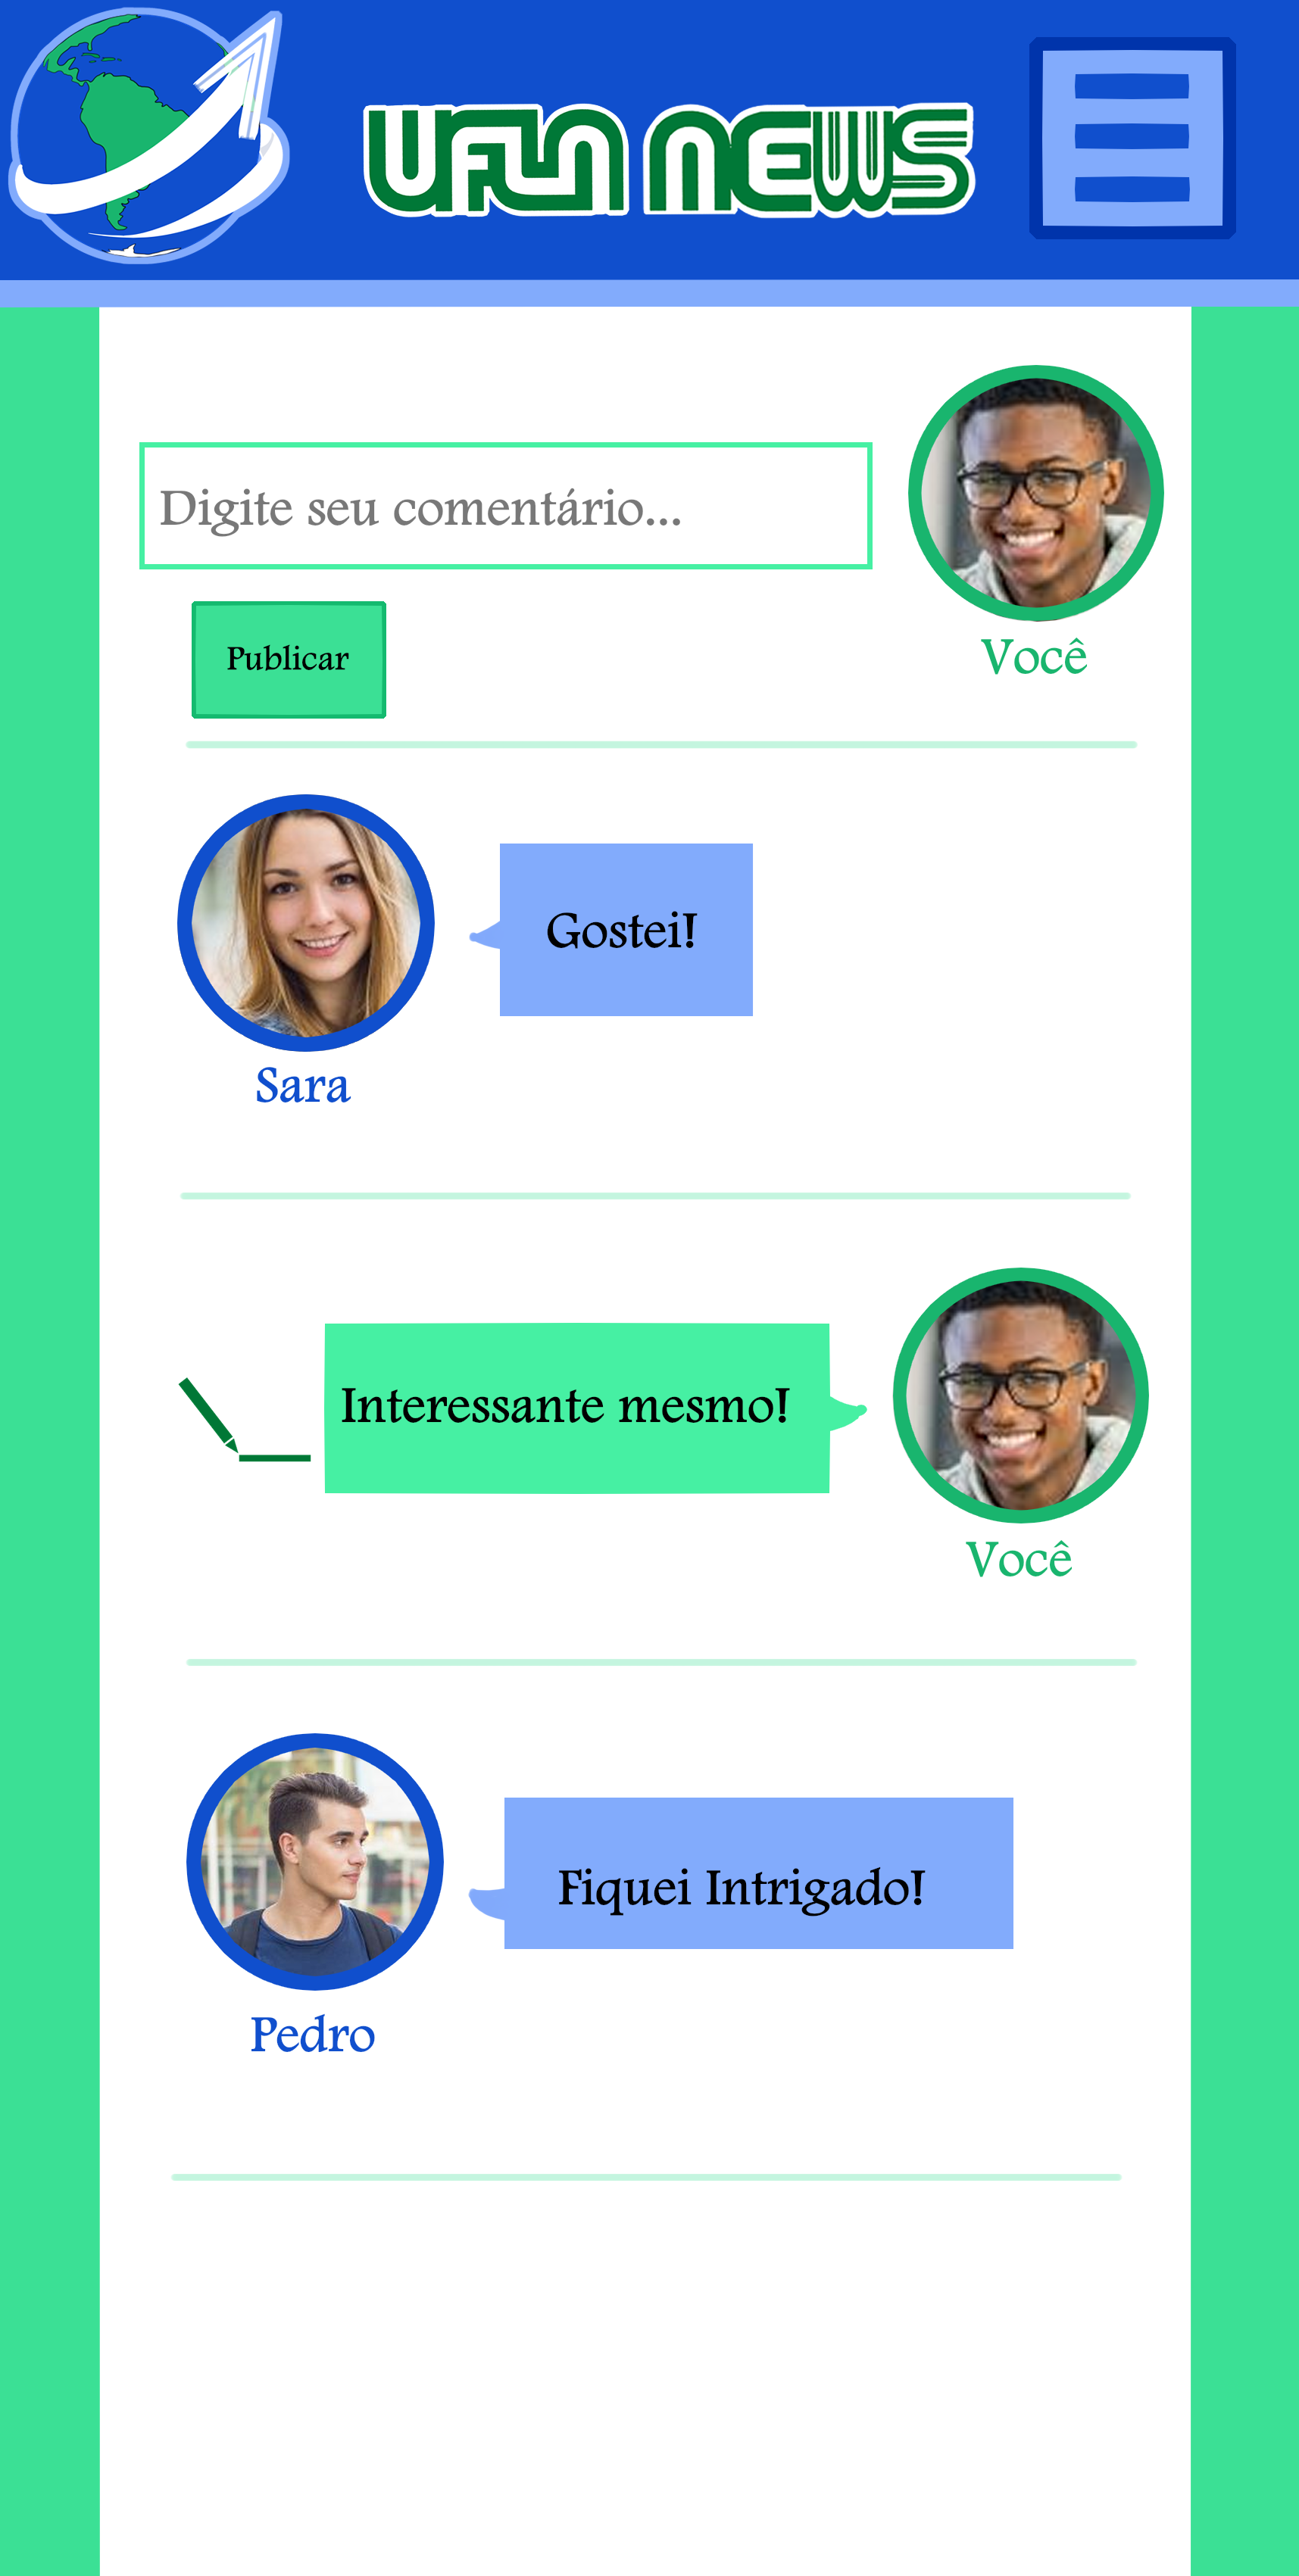 UFLN NEWS
Digite seu comentário...
Publicar
Você
Sara
Gostei!
Interessante mesmo!
Você
Fiquei Intrigado!
Pedro